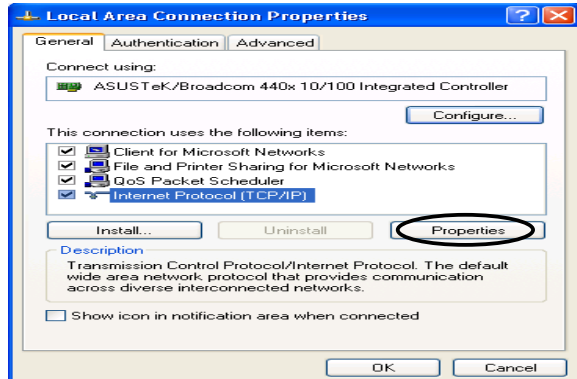 Local Area Connection Properties
General Authentication Advanced
Connect using:
ASUSTeK/Broadcom 440x 10/100 Integrated Controller
Configure...
This connection uses the following items:
Client for Microsoft Networks
File and Printer Sharing for Microsoft Networks
QoS Packet Scheduler
Internet Protocol (TCP/IP)
Install... Uninstall Properties
Description
Transmission Control Protocol/Internet Protocol. The default
wide area network protocol that provides communication
across diverse interconnected networks.
Show icon in notification area when connected
OK Cancel